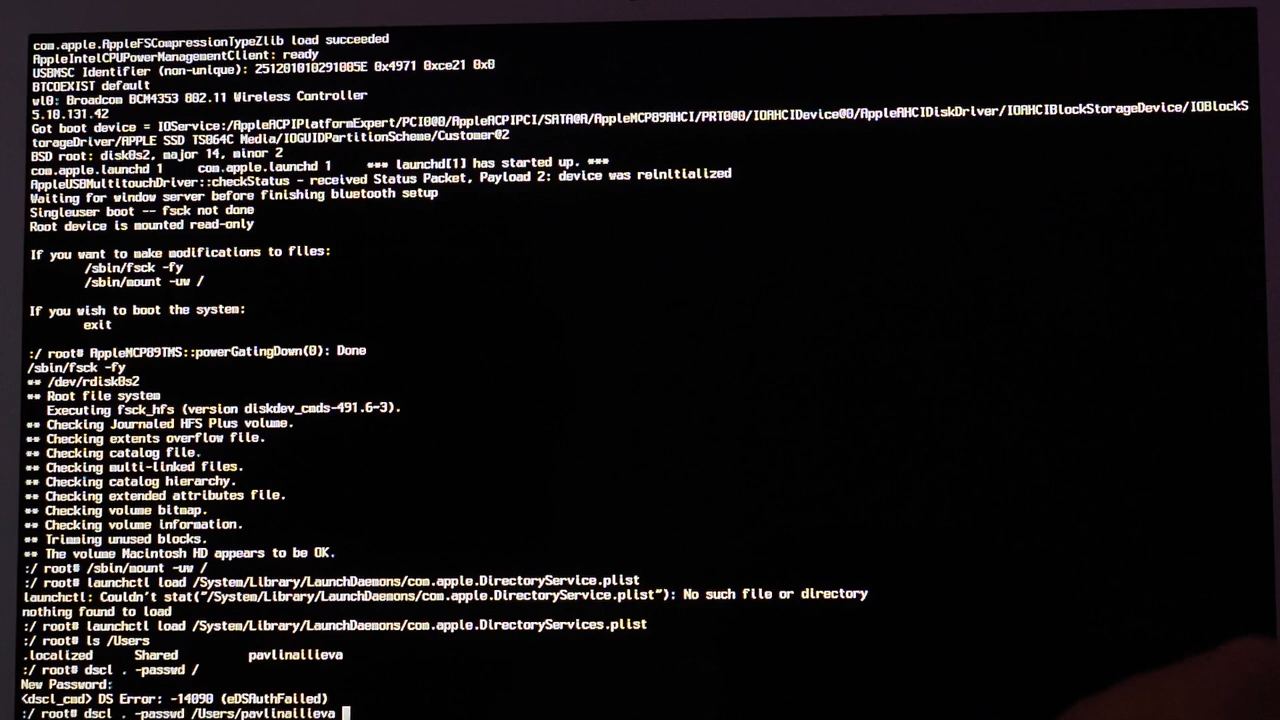 com.apple.AppleFSCompressionTypeZlib load succeeded
AppleIntelCPUPowerManagementClient: ready
USBMSC Identifier (non-unique): 251201010291005E 0x4971 0xce21 0x0
BTCOEXIST default
wl0: Broadcom BCM4353 802.11 Wireless Controller
5.10.131.42
Got boot device = IOService:/AppleACPIPlatformExpert/PCI0@0/AppleACPIPCI/SATA@A/AppleMCP89AHCI/PRT0@0/IOAHCIDevice@0/AppleAHCIDiskDriver/IOAHCIBlockStorageDevice/IOBlockS
torageDriver/APPLE SSD TS064C Media/IOGUIDPartitionScheme/Customer@2
BSD root: disk0s2, major 14, minor 2
com.apple.launchd 1     com.apple.launchd 1     *** launchd[1] has started up. ***
AppleUSBMultitouchDriver::checkStatus - received Status Packet, Payload 2: device was reinitialized
Waiting for window server before finishing bluetooth setup
Singleuser boot -- fsck not done
Root device is mounted read-only
If you want to make modifications to files:
/sbin/fsck -fy
/sbin/mount -uw /
If you wish to boot the system:
exit
:/ root# AppleMCP89TMS::powerGatingDown(0): Done
/sbin/fsck -fy
** /dev/rdisk0s2
** Root file system
Executing fsck_hfs (version diskdev_cmds-491.6~3).
** Checking Journaled HFS Plus volume.
** Checking extents overflow file.
** Checking catalog file.
** Checking multi-linked files.
** Checking catalog hierarchy.
** Checking extended attributes file.
** Checking volume bitmap.
** Checking volume information.
** Trimming unused blocks.
** The volume Macintosh HD appears to be OK.
:/ root# /sbin/mount -uw /
:/ root# launchctl load /System/Library/LaunchDaemons/com.apple.DirectoryService.plist
launchctl: Couldn't stat("/System/Library/LaunchDaemons/com.apple.DirectoryService.plist"): No such file or directory
nothing found to load
:/ root# launchctl load /System/Library/LaunchDaemons/com.apple.DirectoryServices.plist
:/ root# ls /Users
.localized     Shared     pavlinailieva
:/ root# dscl . -passwd /
New Password:
<dscl_cmd> DS Error: -14090 (eDSAuthFailed)
:/ root# dscl . -passwd /Users/pavlinailieva